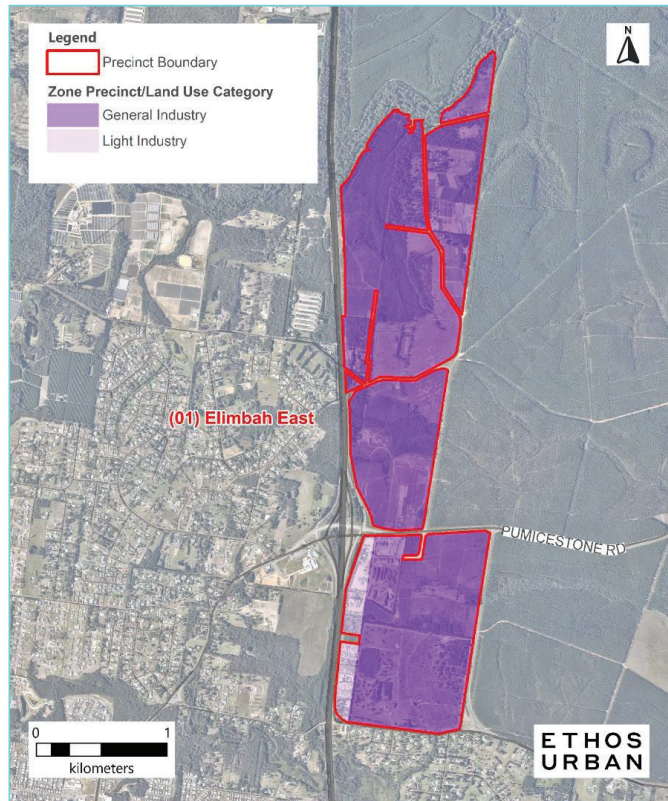 Legend
Precinct Boundary
Zone Precinct/Land Use Category
General Industry
Light Industry
N
(01) Elimbah East
PUMICESTONE RD
0 1
kilometers
ETHOS
URBAN